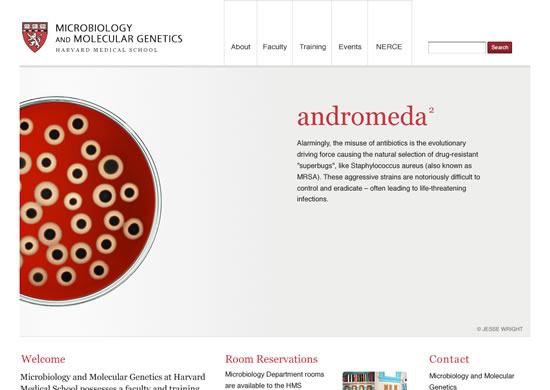 MICROBIOLOGY
AND MOLECULAR GENETICS
HARVARD MEDICAL SCHOOL
About Faculty Training Events NERCE
Search
andromeda²
Alarmingly, the misuse of antibiotics is the evolutionary
driving force causing the natural selection of drug-resistant
"superbugs", like Staphylococcus aureus (also known as
MRSA). These aggressive strains are notoriously difficult to
control and eradicate – often leading to life-threatening
infections.
© JESSE WRIGHT
Welcome
Microbiology and Molecular Genetics at Harvard
Medical School possesses a faculty and training
Room Reservations
Microbiology Department rooms
are available to the HMS
Contact
Microbiology and Molecular
Genetics